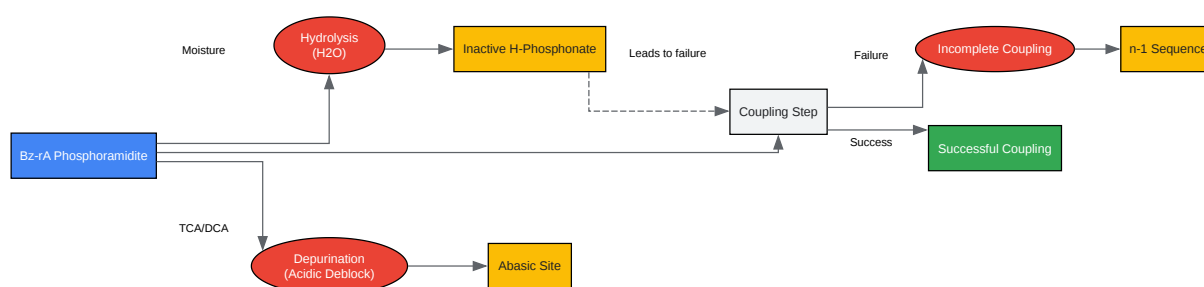 Hydrolysis
(H2O)
Moisture
Inactive H-Phosphonate
Leads to failure
Failure
Incomplete Coupling
n-1 Sequence
Coupling Step
Bz-rA Phosphoramidite
Success
Successful Coupling
TCA/DCA
Depurination
(Acidic Deblock)
Abasic Site